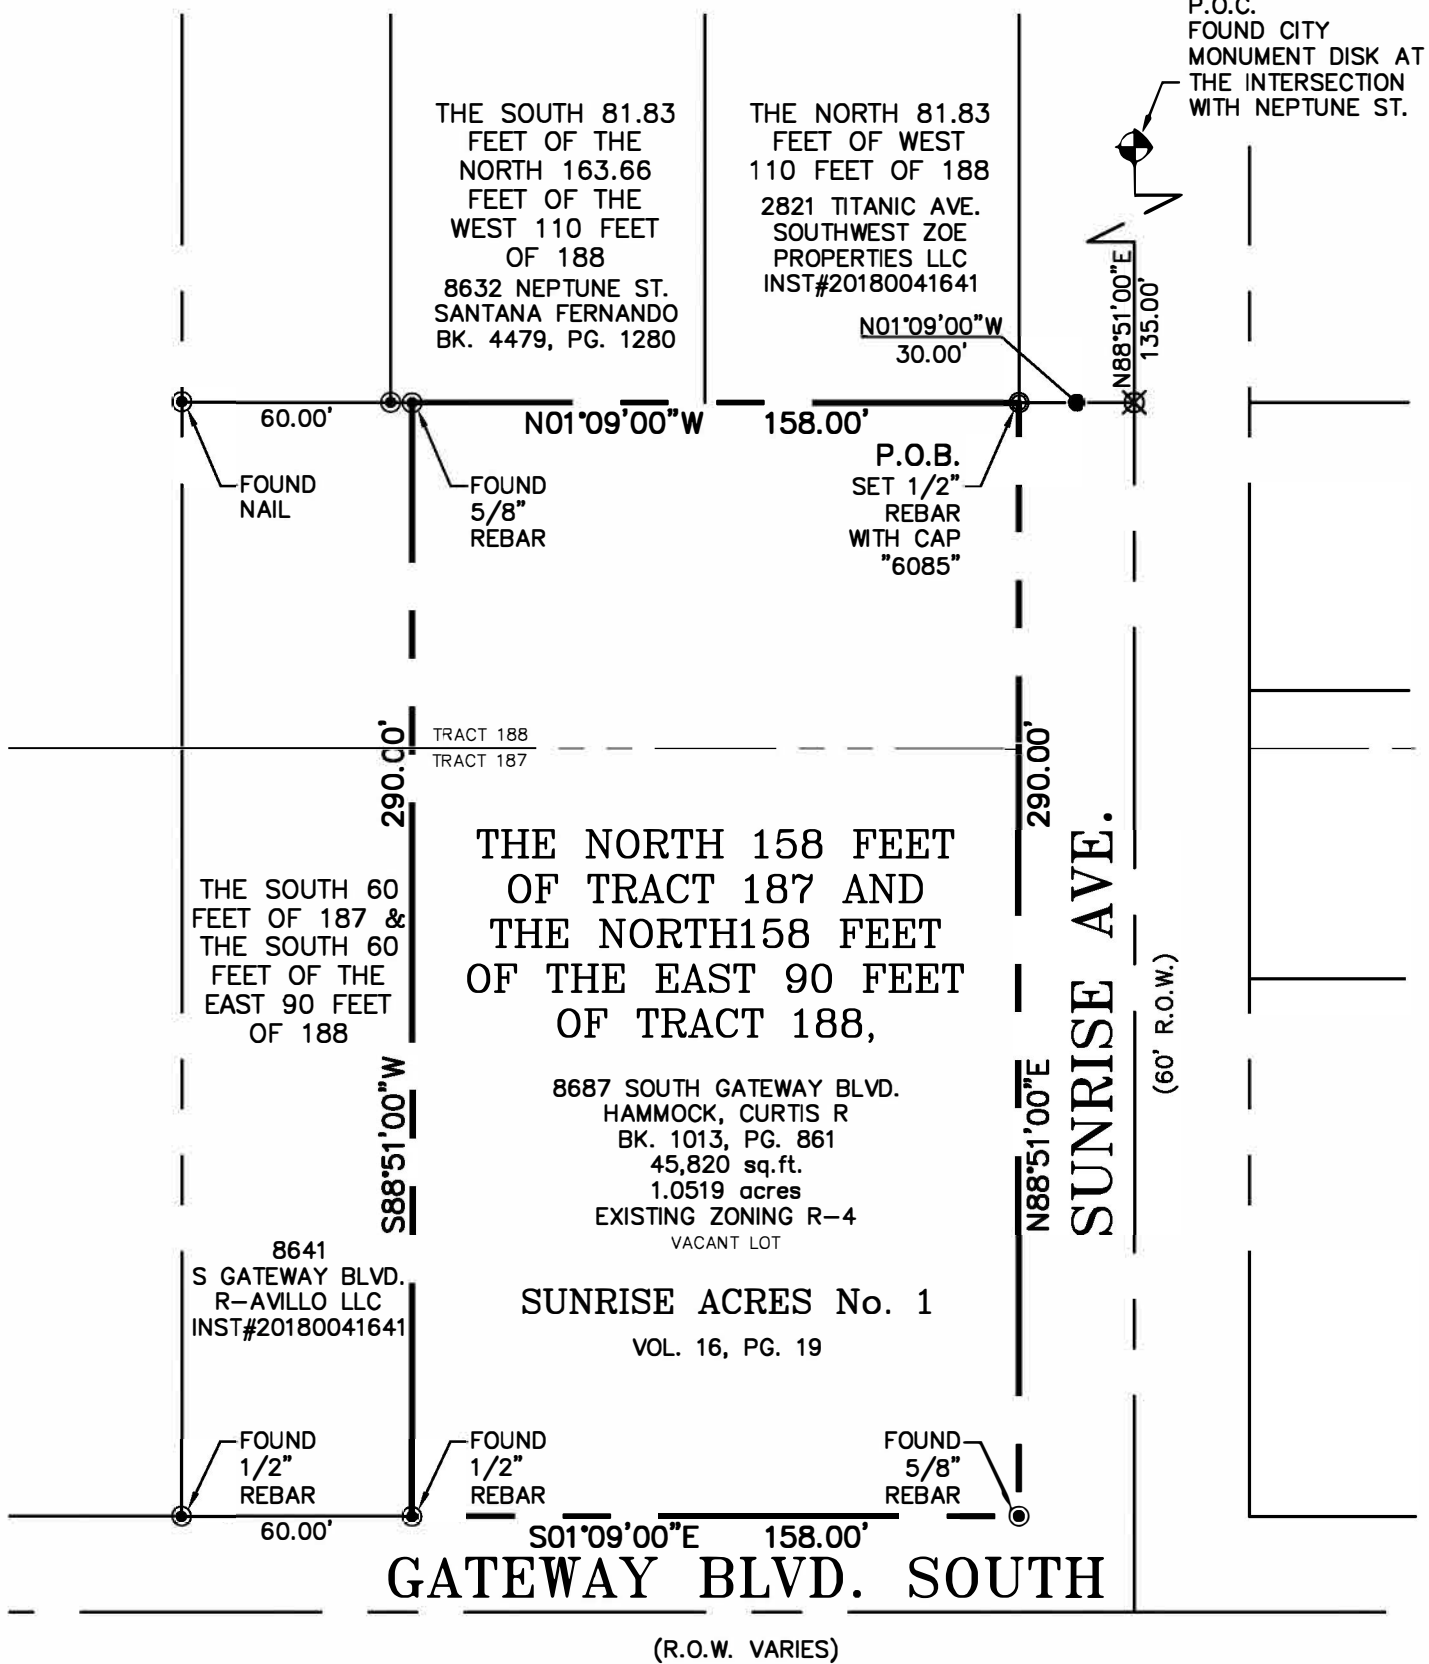 P.O.C.
FOUND CITY
MONUMENT DISK AT
THE INTERSECTION
WITH NEPTUNE ST.
THE SOUTH 81.83
FEET OF THE
NORTH 163.66
FEET OF THE
WEST 110 FEET
OF 188
8632 NEPTUNE ST.
SANTANA FERNANDO
BK. 4479, PG. 1280
THE NORTH 81.83
FEET OF WEST
110 FEET OF 188
2821 TITANIC AVE.
SOUTHWEST ZOE
PROPERTIES LLC
INST#20180041641
N01°09'00"W
30.00'
N88°51'00"E
135.00'
60.00'
N01°09'00"W 158.00'
FOUND
NAIL
FOUND
5/8"
REBAR
P.O.B.
SET 1/2"
REBAR
WITH CAP
"6085"
290.00'
TRACT 188
TRACT 187
290.00'
THE NORTH 158 FEET
OF TRACT 187 AND
THE NORTH158 FEET
OF THE EAST 90 FEET
OF TRACT 188,
THE SOUTH 60
FEET OF 187 &
THE SOUTH 60
FEET OF THE
EAST 90 FEET
OF 188
SUNRISE AVE.
(60' R.O.W.)
S88°51'00"W
8687 SOUTH GATEWAY BLVD.
HAMMOCK, CURTIS R
BK. 1013, PG. 861
45,820 sq.ft.
1.0519 acres
EXISTING ZONING R-4
VACANT LOT
N88°51'00"E
8641
S GATEWAY BLVD.
R-AVILLO LLC
INST#20180041641
SUNRISE ACRES No. 1
VOL. 16, PG. 19
FOUND
1/2"
REBAR
FOUND
1/2"
REBAR
FOUND
5/8"
REBAR
60.00'
S01°09'00"E 158.00'
GATEWAY BLVD. SOUTH
(R.O.W. VARIES)